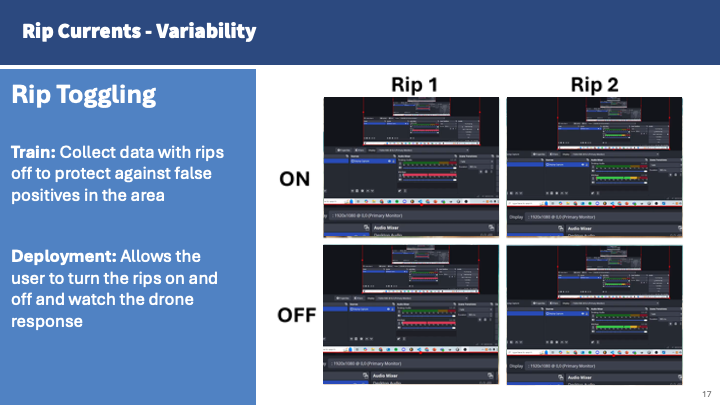 Rip Currents - Variability
Rip Toggling
Train: Collect data with rips
off to protect against false
positives in the area
Deployment: Allows the
user to turn the rips on and
off and watch the drone
response
Rip 1
Rip 2
ON
OFF
1920x1080 @ 0,0 (Primary Monitor)
Audio Mixer
Display
1920x1080 @ 0,0 (Primary Monitor)
Audio Mixer
1920x1080 @ 0,0 (Primary Monitor)
Audio Mixer
Display
1920x1080 @ 0,0 (Primary Monitor)
Audio Mixer
17